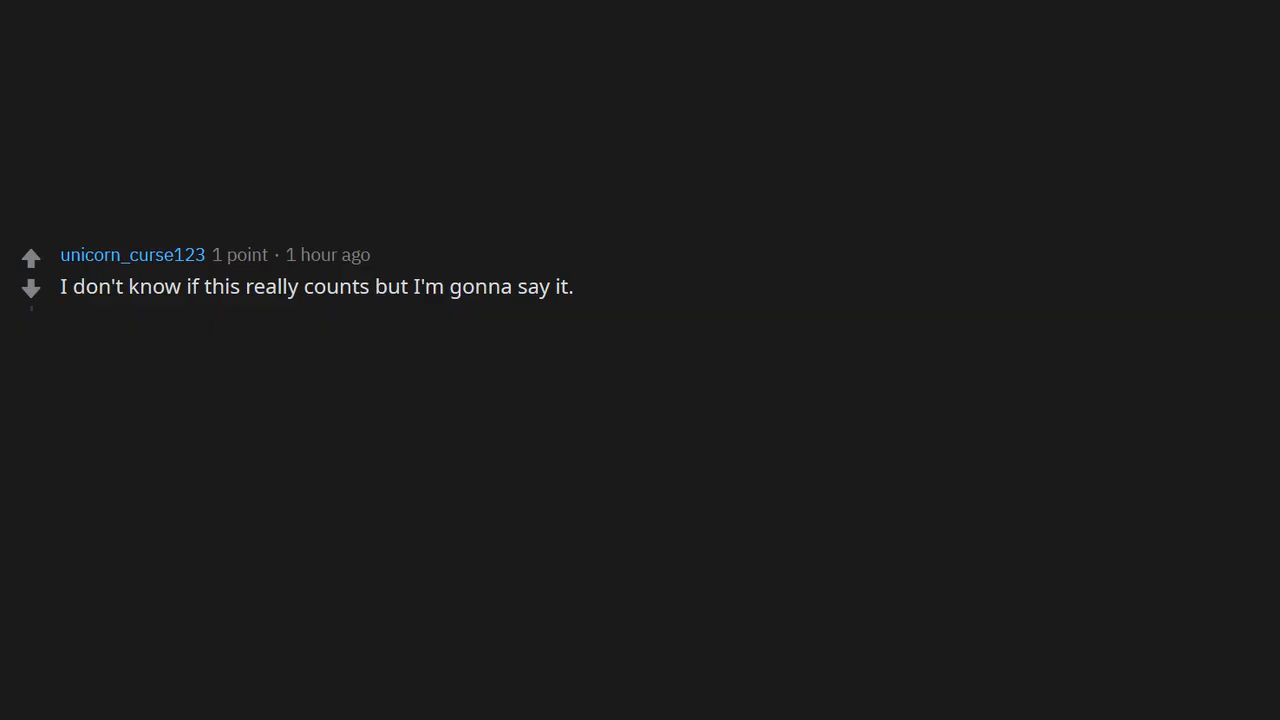 unicorn_curse123 1 point · 1 hour ago
I don't know if this really counts but I'm gonna say it.